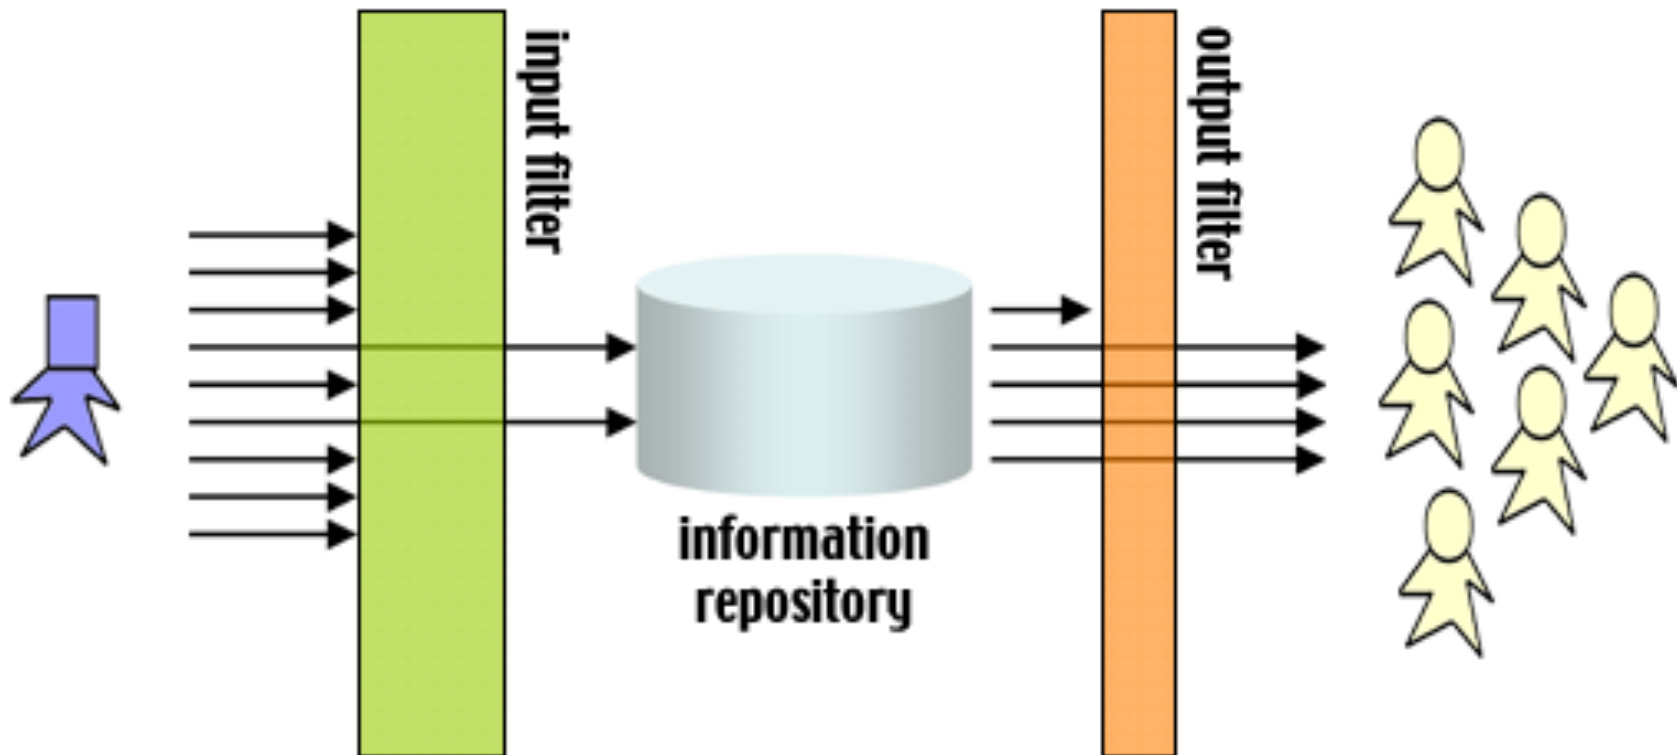 input filter
information
repository
output filter